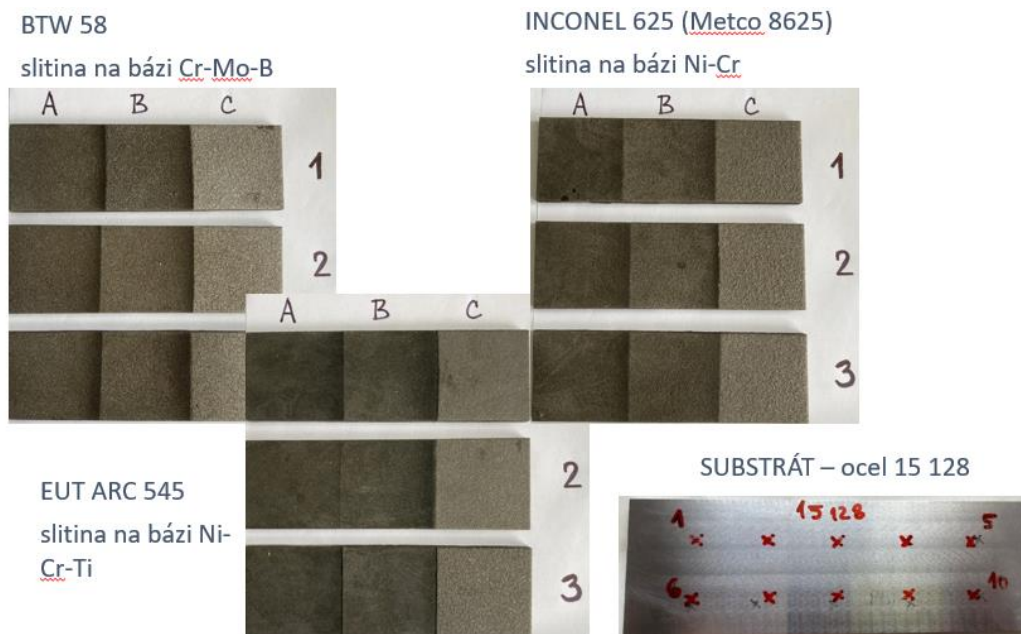 BTW 58
slitina na bázi Cr-Mo-B
A B C
1
2
INCONEL 625 (Metco 8625)
slitina na bázi Ni-Cr
A B C
1
2
3
EUT ARC 545
slitina na bázi Ni-
Cr-Ti
A B C
2
3
SUBSTRÁT – ocel 15 128
1 15 128 5
6 10